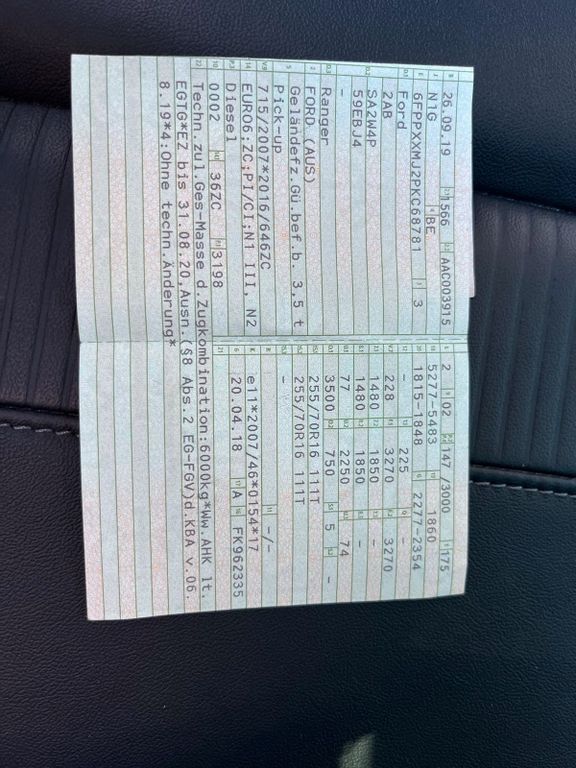 26.09.19 1566 AAC003915
N1G BE
6FPPXXMJ2PKC68781 3
Ford
2AB
SA2W4P
59EBJ4
-
Ranger
FORD (AUS)
Geländefz.Gü.bef.b. 3,5 t
Pick-up
715/2007*2016/646ZC
EURO6;ZC;PI/CI;N1 III, N2
Diesel
0002 36ZC 3198
2 02 147 /3000 175
5277-5483 1860
1815-1848 2277-2354
- 225 -
228 3270 3270
1480 1850 -
1480 1850 -
77 2250 74
3500 750 5 -
255/70R16 111T
255/70R16 111T
-
-/-
e11*2007/46*0154*17
20.04.18 A FK962335
Techn.zul.Ges-Masse d.Zugkombination:6000kg*Ww.AHK lt.
EGTG*EZ bis 31.08.20,Ausn.(§8 Abs.2 EG-FGV)d.KBA v.06.
8.19*4:Ohne techn.Änderung*